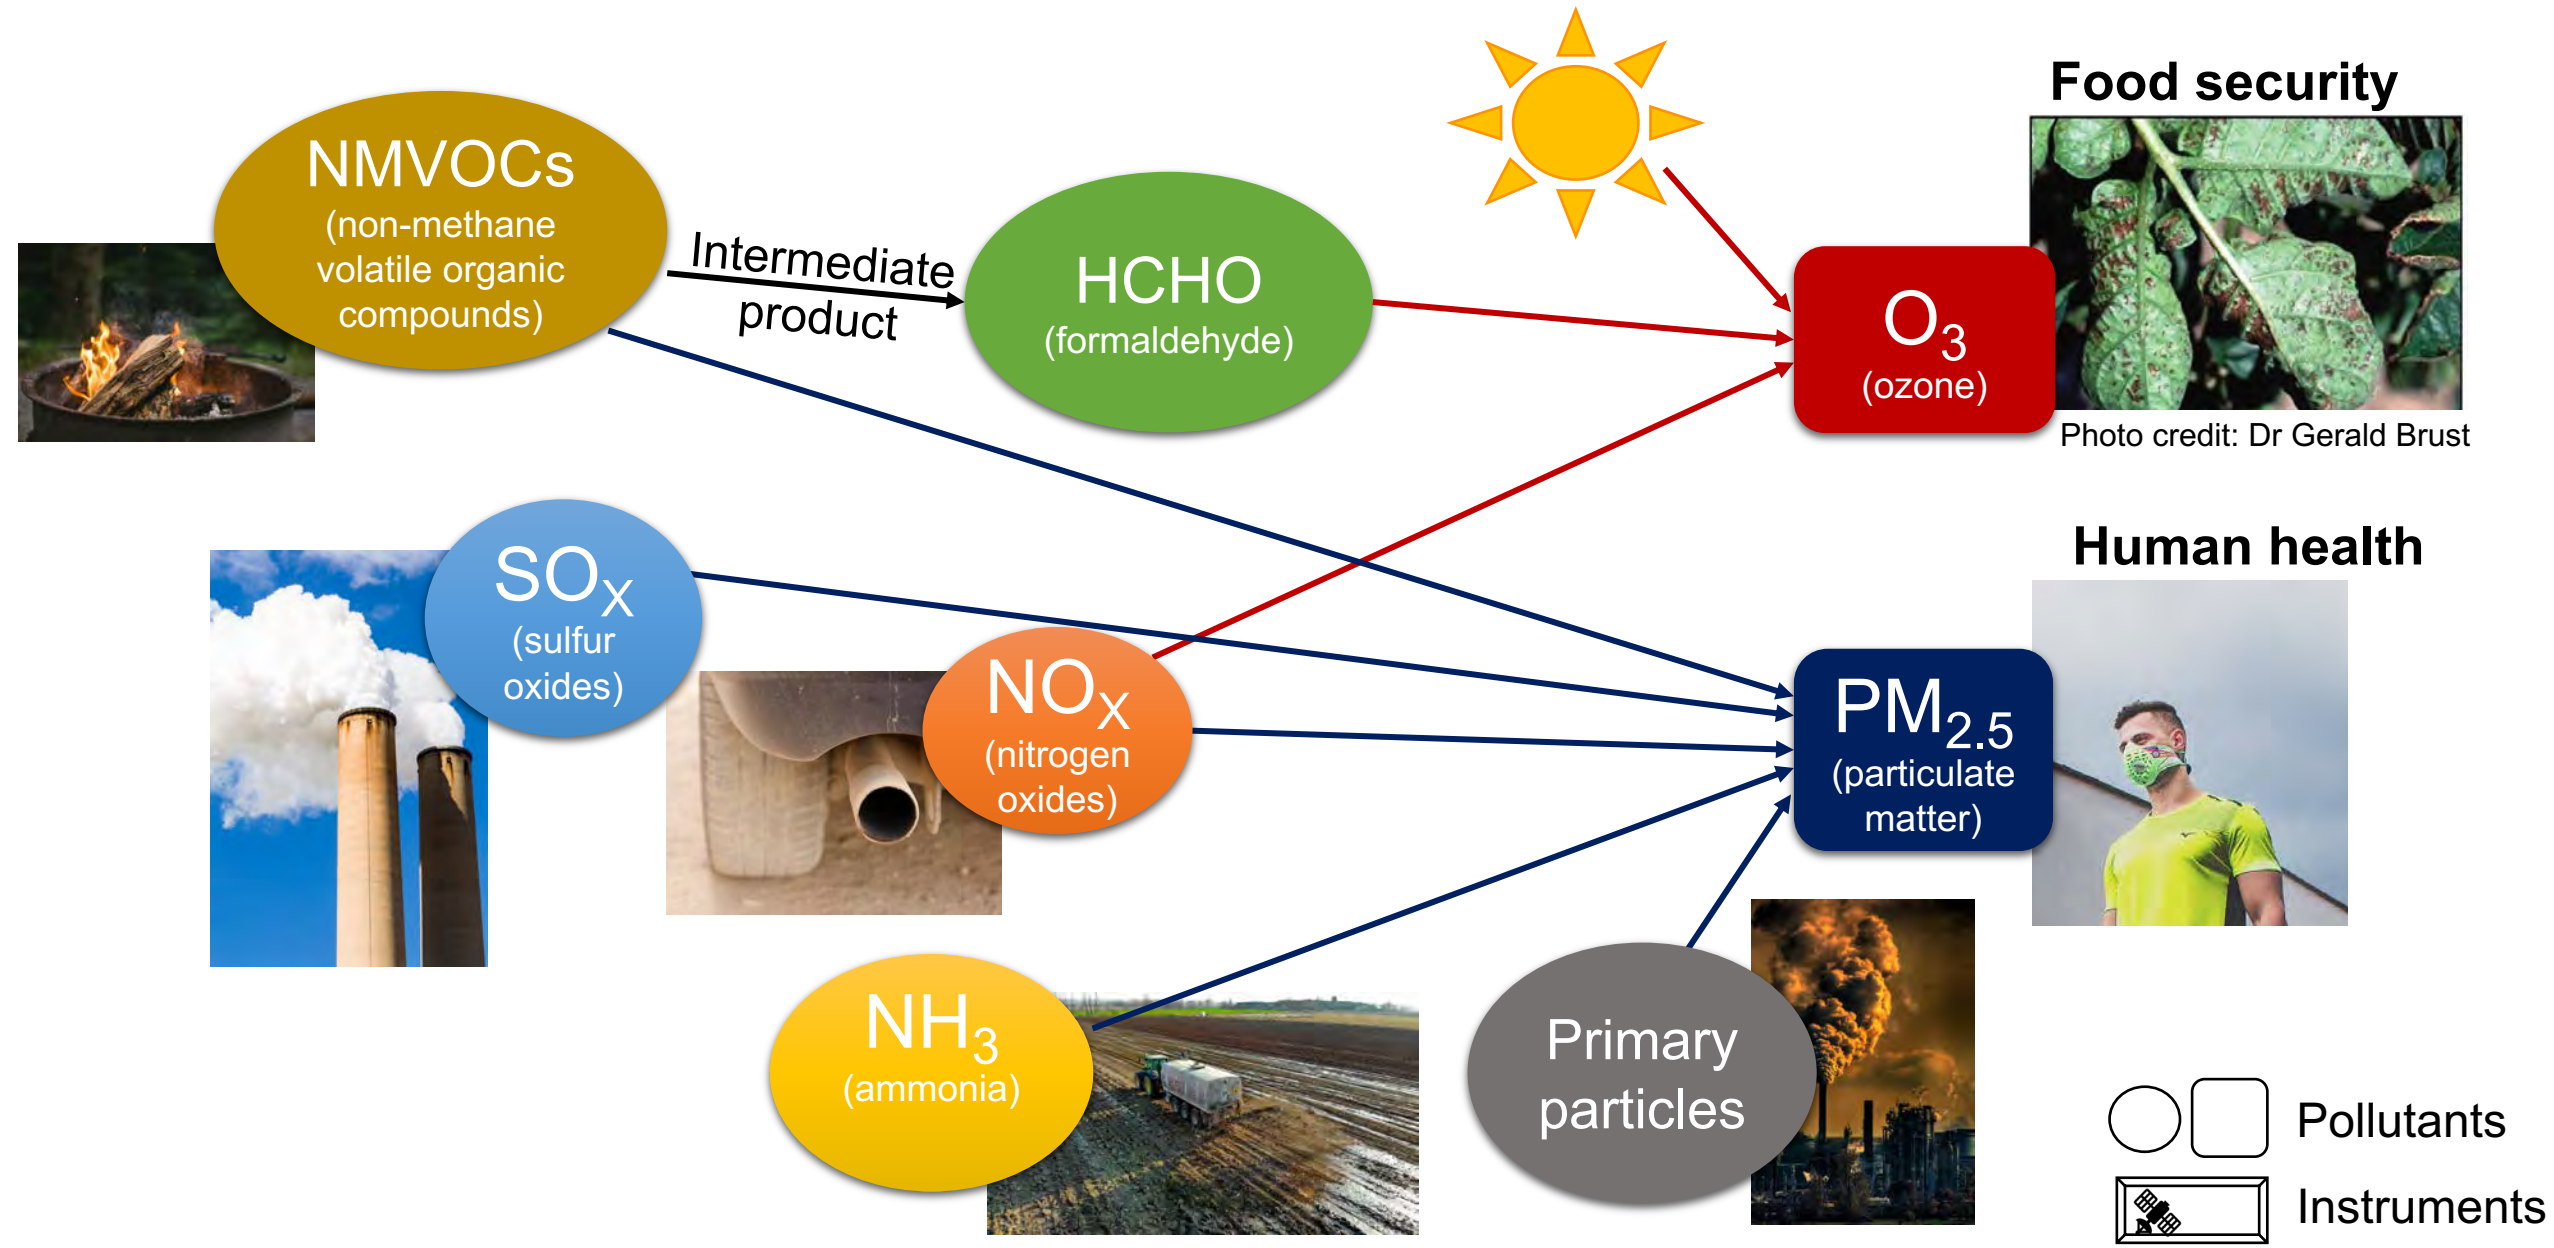 Food security
NMVOCs
(non-methane
volatile organic
compounds)
Intermediate
product
HCHO
(formaldehyde)
O₃
(ozone)
Photo credit: Dr Gerald Brust
Human health
SOₓ
(sulfur
oxides)
NOₓ
(nitrogen
oxides)
PM₂.₅
(particulate
matter)
NH₃
(ammonia)
Primary
particles
Pollutants
Instruments